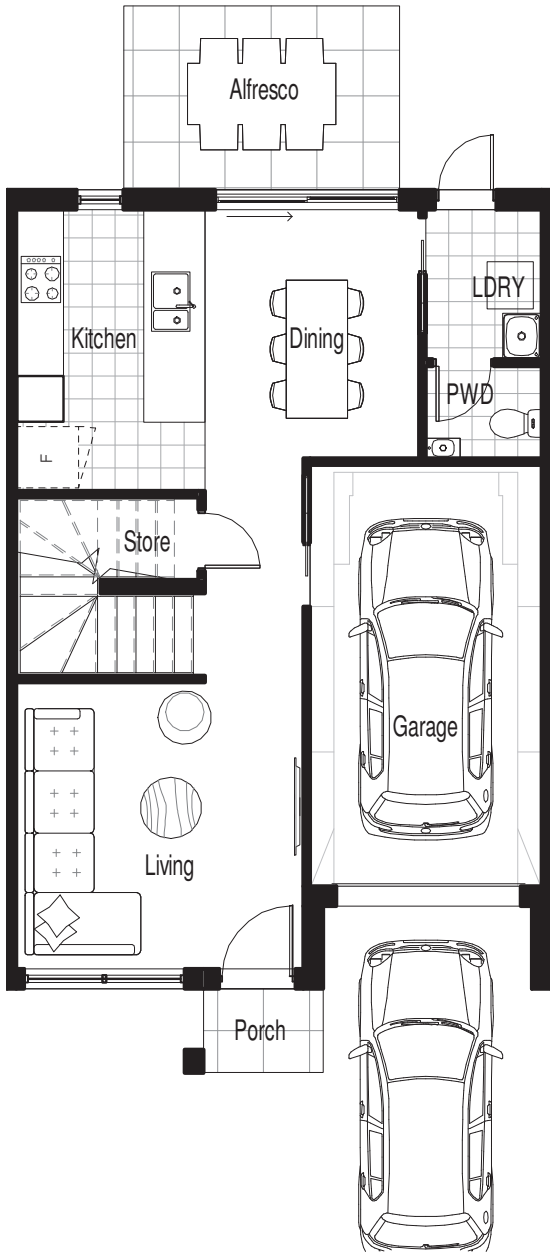 Alfresco
LDRY
Kitchen
Dining
PWD
F
Store
Garage
Living
Porch